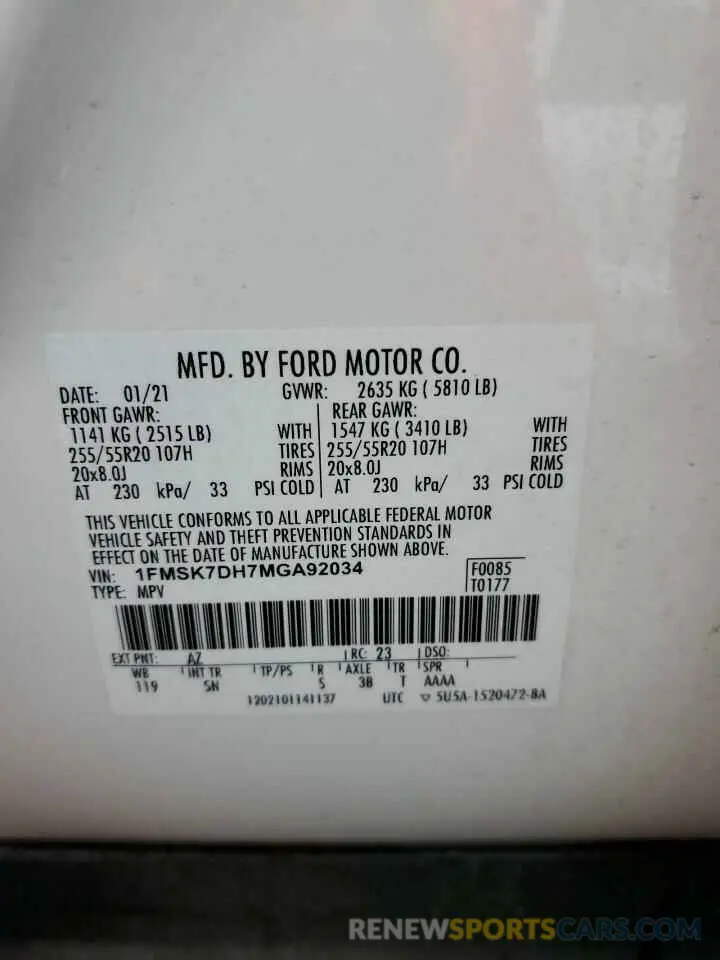 MFD. BY FORD MOTOR CO.
DATE: 01/21 GVWR: 2635 KG ( 5810 LB)
FRONT GAWR: REAR GAWR:
1141 KG ( 2515 LB) WITH 1547 KG ( 3410 LB) WITH
255/55R20 107H TIRES 255/55R20 107H TIRES
20x8.0J RIMS 20x8.0J RIMS
AT 230 kPa/ 33 PSI COLD AT 230 kPa/ 33 PSI COLD
THIS VEHICLE CONFORMS TO ALL APPLICABLE FEDERAL MOTOR
VEHICLE SAFETY AND THEFT PREVENTION STANDARDS IN
EFFECT ON THE DATE OF MANUFACTURE SHOWN ABOVE.
VIN: 1FMSK7DH7MGA92034 F0085
TYPE: MPV T0177
EXT PNT: AZ RC: 23 DSO:
WB INT TR TP/PS R AXLE TR SPR
119 SN S 3B T AAAA
1202101141137 UTC ▽ 5U5A-1520472-BA
RENEWSPORTSCARS.COM